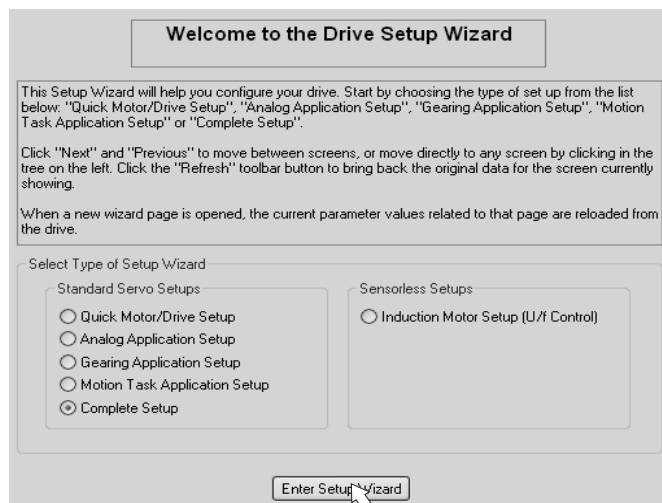 Welcome to the Drive Setup Wizard
This Setup Wizard will help you configure your drive. Start by choosing the type of set up from the list
below: "Quick Motor/Drive Setup", "Analog Application Setup", "Gearing Application Setup", "Motion
Task Application Setup" or "Complete Setup".
Click "Next" and "Previous" to move between screens, or move directly to any screen by clicking in the
tree on the left. Click the "Refresh" toolbar button to bring back the original data for the screen currently
showing.
When a new wizard page is opened, the current parameter values related to that page are reloaded from
the drive.
Select Type of Setup Wizard
Standard Servo Setups
Quick Motor/Drive Setup
Analog Application Setup
Gearing Application Setup
Motion Task Application Setup
Complete Setup
Sensorless Setups
Induction Motor Setup (U/f Control)
Enter Setup Wizard